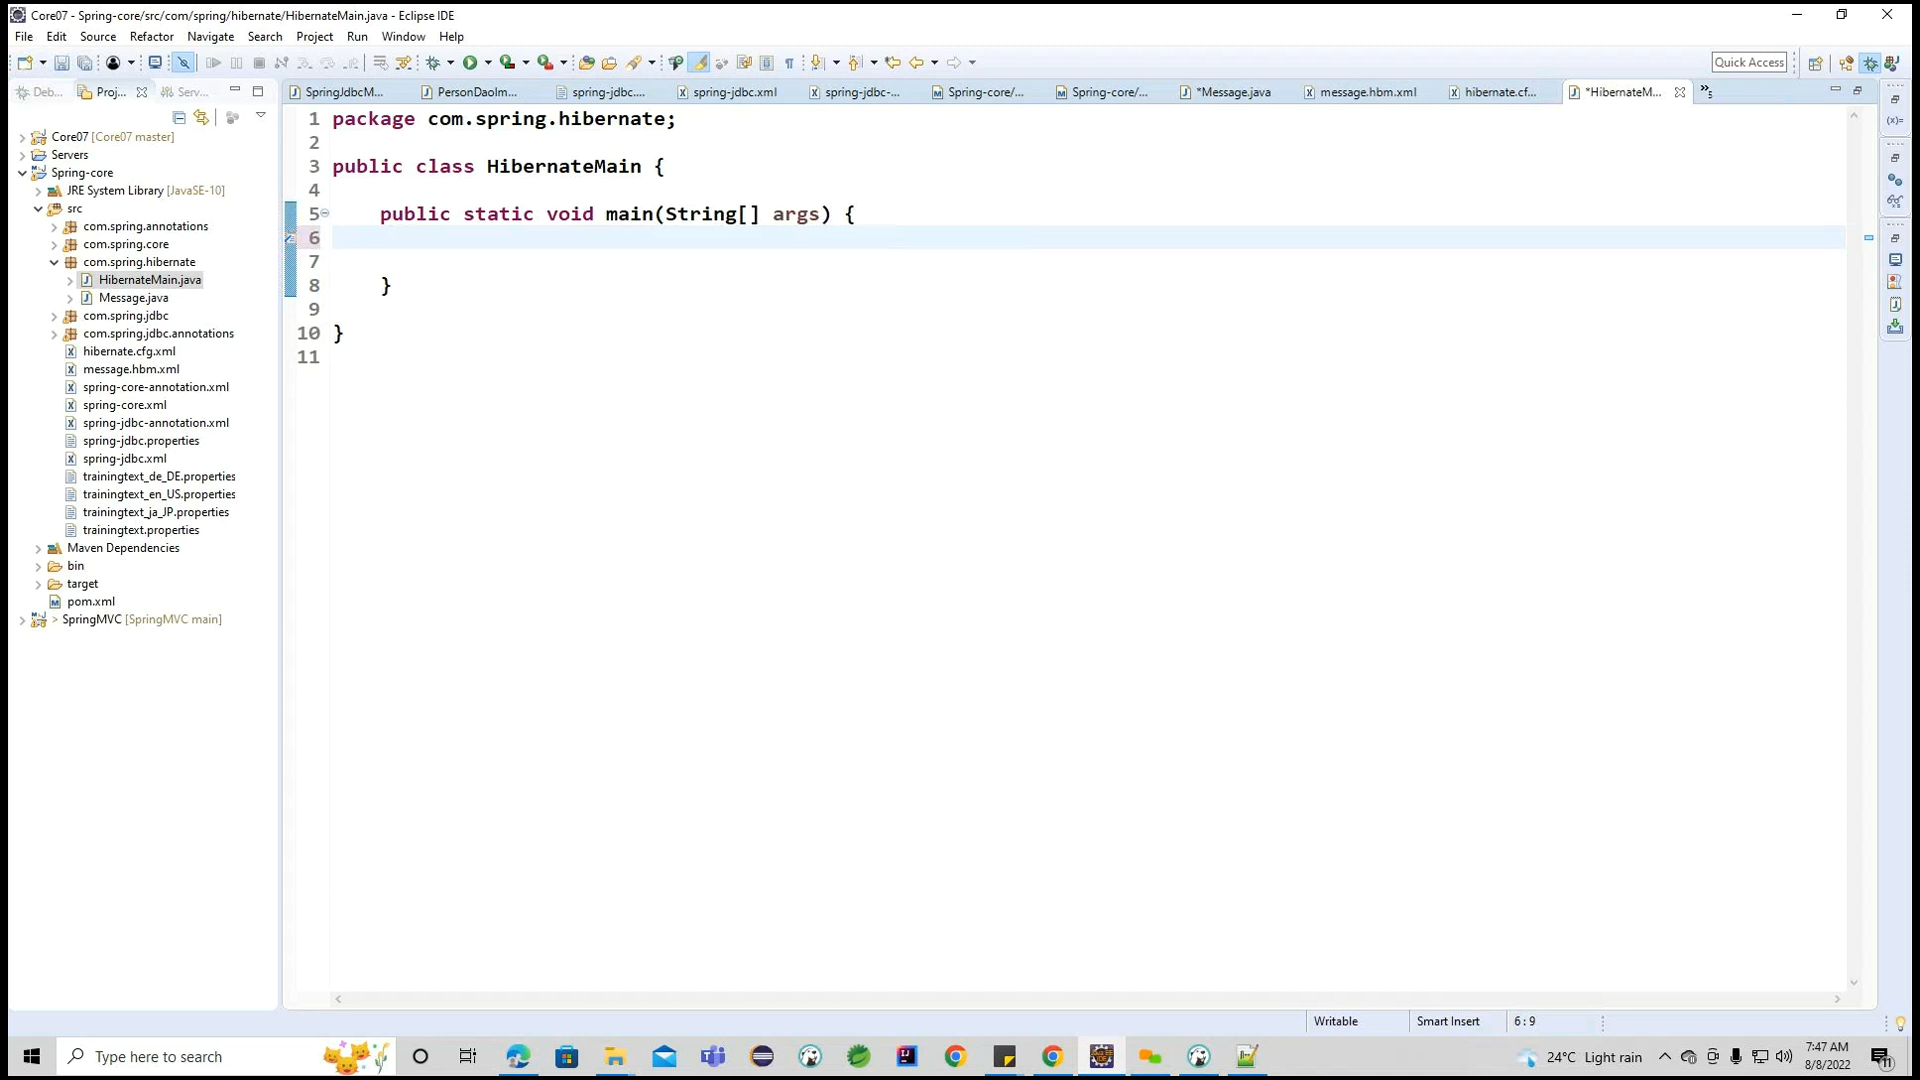 Core07 - Spring-core/src/com/spring/hibernate/HibernateMain.java - Eclipse IDE
File Edit Source Refactor Navigate Search Project Run Window Help
Quick Access
Deb... Proj... Serv...
SpringJdbcM... PersonDaoIm... spring-jdbc.... spring-jdbc.xml spring-jdbc-... Spring-core/... Spring-core/... *Message.java message.hbm.xml hibernate.cf... *HibernateM... »5
Core07 [Core07 master]
Servers
Spring-core
JRE System Library [JavaSE-10]
src
com.spring.annotations
com.spring.core
com.spring.hibernate
HibernateMain.java
Message.java
com.spring.jdbc
com.spring.jdbc.annotations
hibernate.cfg.xml
message.hbm.xml
spring-core-annotation.xml
spring-core.xml
spring-jdbc-annotation.xml
spring-jdbc.properties
spring-jdbc.xml
trainingtext_de_DE.properties
trainingtext_en_US.properties
trainingtext_ja_JP.properties
trainingtext.properties
Maven Dependencies
bin
target
pom.xml
> SpringMVC [SpringMVC main]
1 package com.spring.hibernate;
2
3 public class HibernateMain {
4
5 public static void main(String[] args) {
6
7
8 }
9
10 }
11
Writable Smart Insert 6 : 9
Type here to search
24°C Light rain
7:47 AM
8/8/2022
11